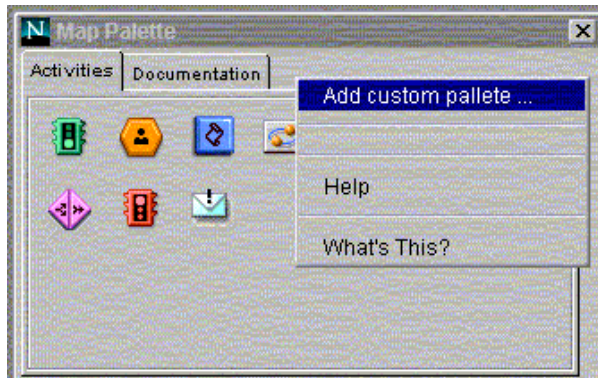 N Map Palette
Activities Documentation
Add custom pallete ...
Help
What's This?